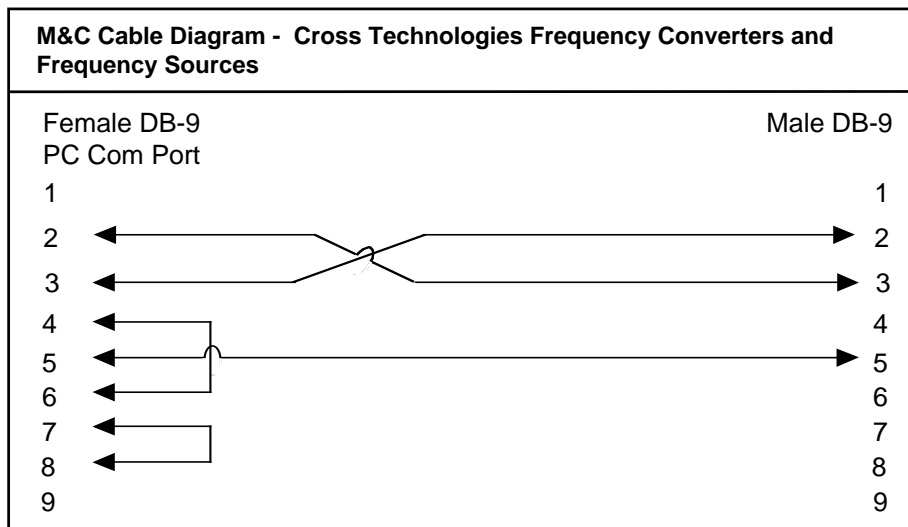 M&C Cable Diagram - Cross Technologies Frequency Converters and
Frequency Sources
Female DB-9 Male DB-9
PC Com Port
1 1
2 2
3 3
4 4
5 5
6 6
7 7
8 8
9 9